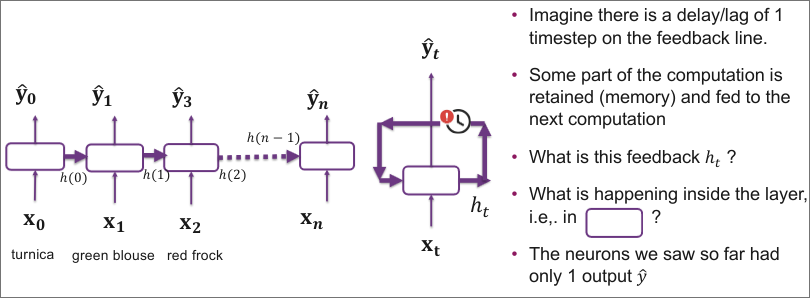 ŷ₀ ŷ₁ ŷ₃ ŷₙ
h(n − 1)
h(0) h(1) h(2)
x₀ x₁ x₂ xₙ
turnica green blouse red frock
ŷₜ
!
hₜ
xₜ
• Imagine there is a delay/lag of 1
timestep on the feedback line.
• Some part of the computation is
retained (memory) and fed to the
next computation
• What is this feedback hₜ ?
• What is happening inside the layer,
i.e,. in ?
• The neurons we saw so far had
only 1 output ŷ